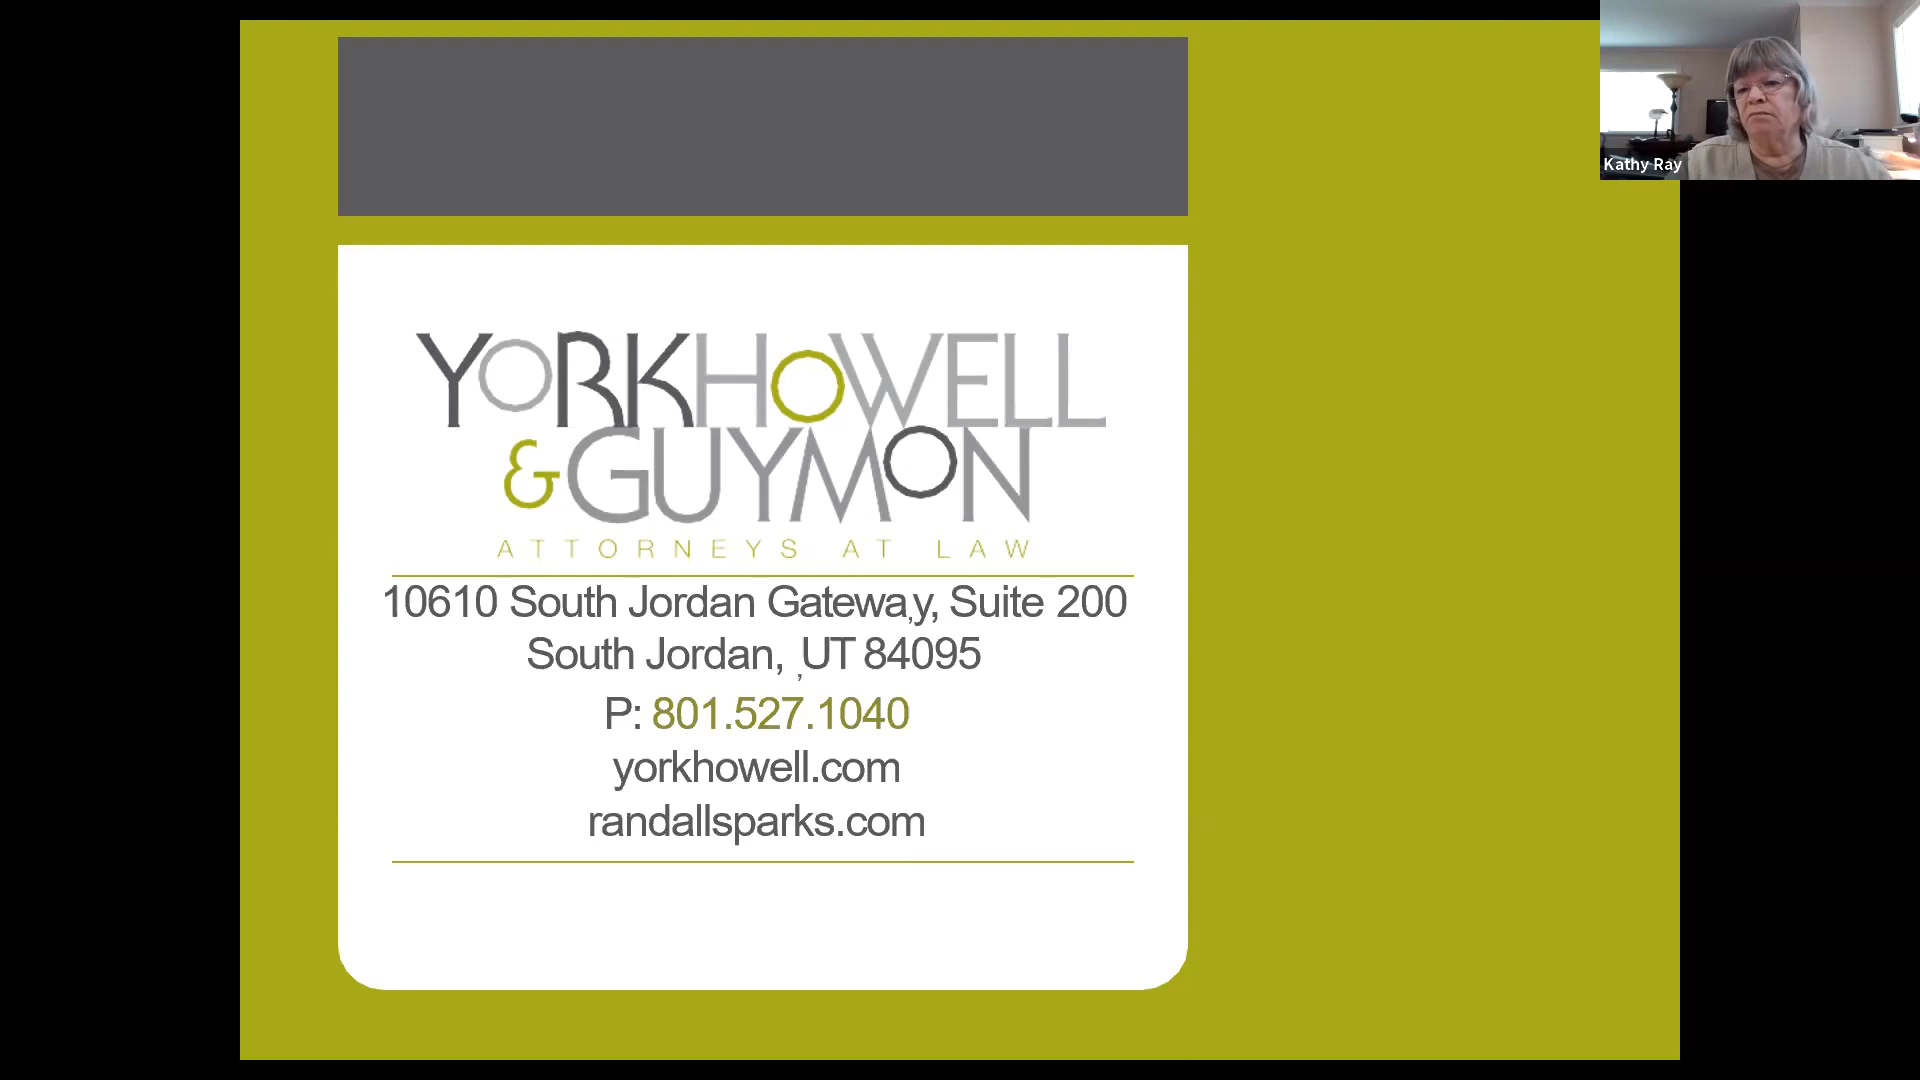 YORKHOWELL
&GUYMON
ATTORNEYS AT LAW
10610 South Jordan Gateway, Suite 200
South Jordan, UT 84095
P: 801.527.1040
yorkhowell.com
randallsparks.com
Kathy Ray